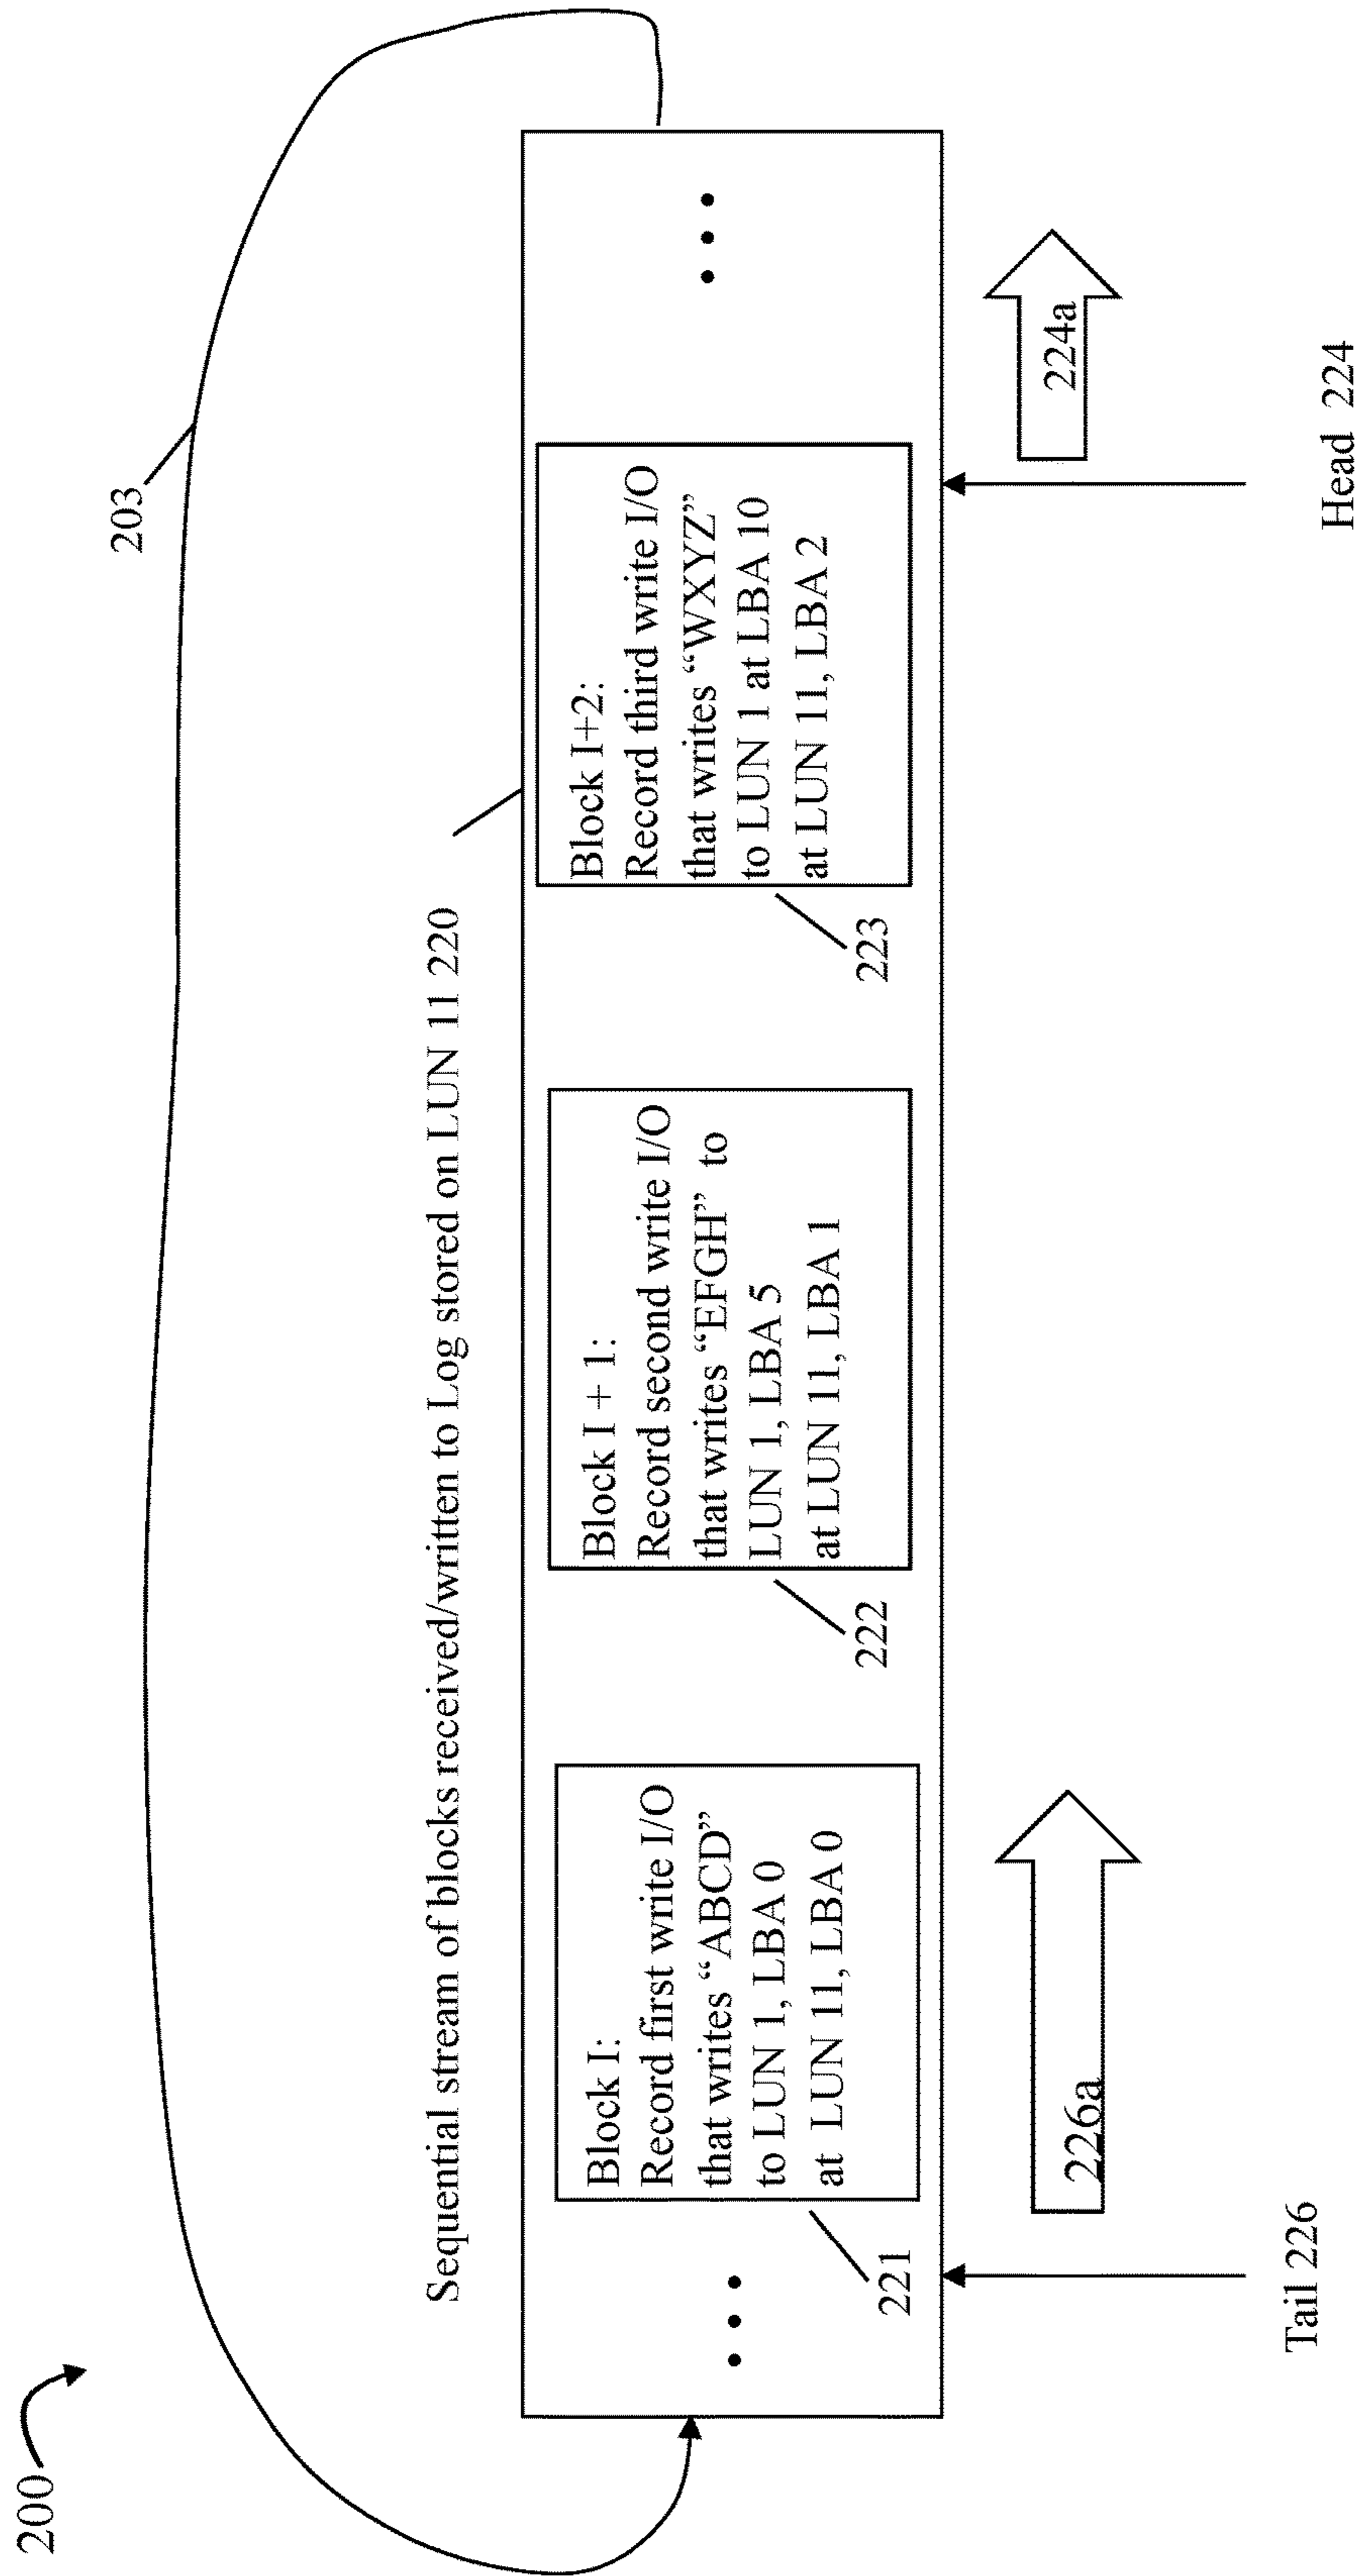 200
203
Sequential stream of blocks received/written to Log stored on LUN 11 220
Block I:
Record first write I/O
that writes “ABCD”
to LUN 1, LBA 0
at LUN 11, LBA 0
221
Block I + 1:
Record second write I/O
that writes “EFGH” to
LUN 1, LBA 5
at LUN 11, LBA 1
222
Block I+2:
Record third write I/O
that writes “WXYZ”
to LUN 1 at LBA 10
at LUN 11, LBA 2
223
226a
224a
Tail 226
Head 224